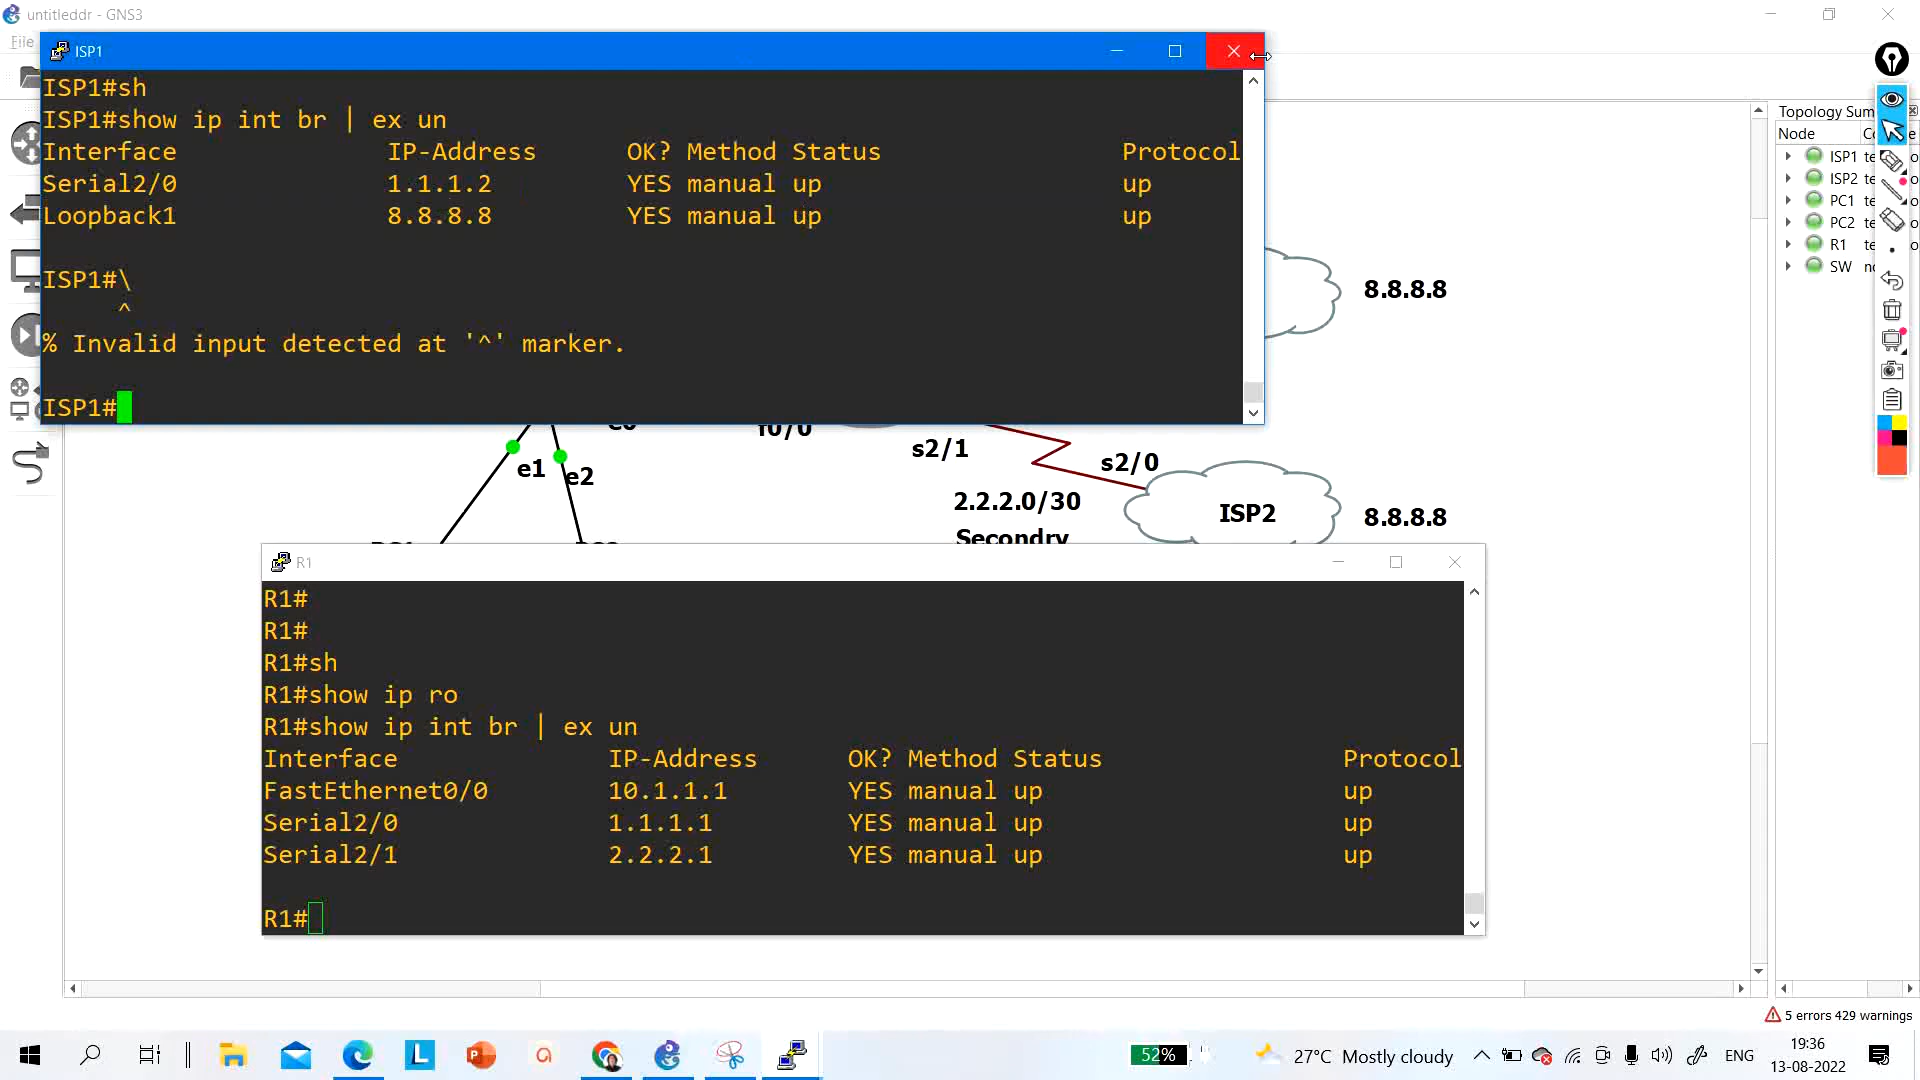 untitleddr - GNS3
File
ISP1
ISP1#sh
ISP1#show ip int br | ex un
Interface IP-Address OK? Method Status Protocol
Serial2/0 1.1.1.2 YES manual up up
Loopback1 8.8.8.8 YES manual up up
ISP1#\
^
% Invalid input detected at '^' marker.
ISP1#
Topology Sum
Node
ISP1 te
ISP2 te
PC1 te
PC2 te
R1 te
SW
8.8.8.8
f0/0
e1
e2
s2/1
s2/0
2.2.2.0/30
Secondry
ISP2
8.8.8.8
R1
R1#
R1#
R1#sh
R1#show ip ro
R1#show ip int br | ex un
Interface IP-Address OK? Method Status Protocol
FastEthernet0/0 10.1.1.1 YES manual up up
Serial2/0 1.1.1.1 YES manual up up
Serial2/1 2.2.2.1 YES manual up up
R1#
5 errors 429 warnings
52%
27°C Mostly cloudy
ENG
19:36
13-08-2022